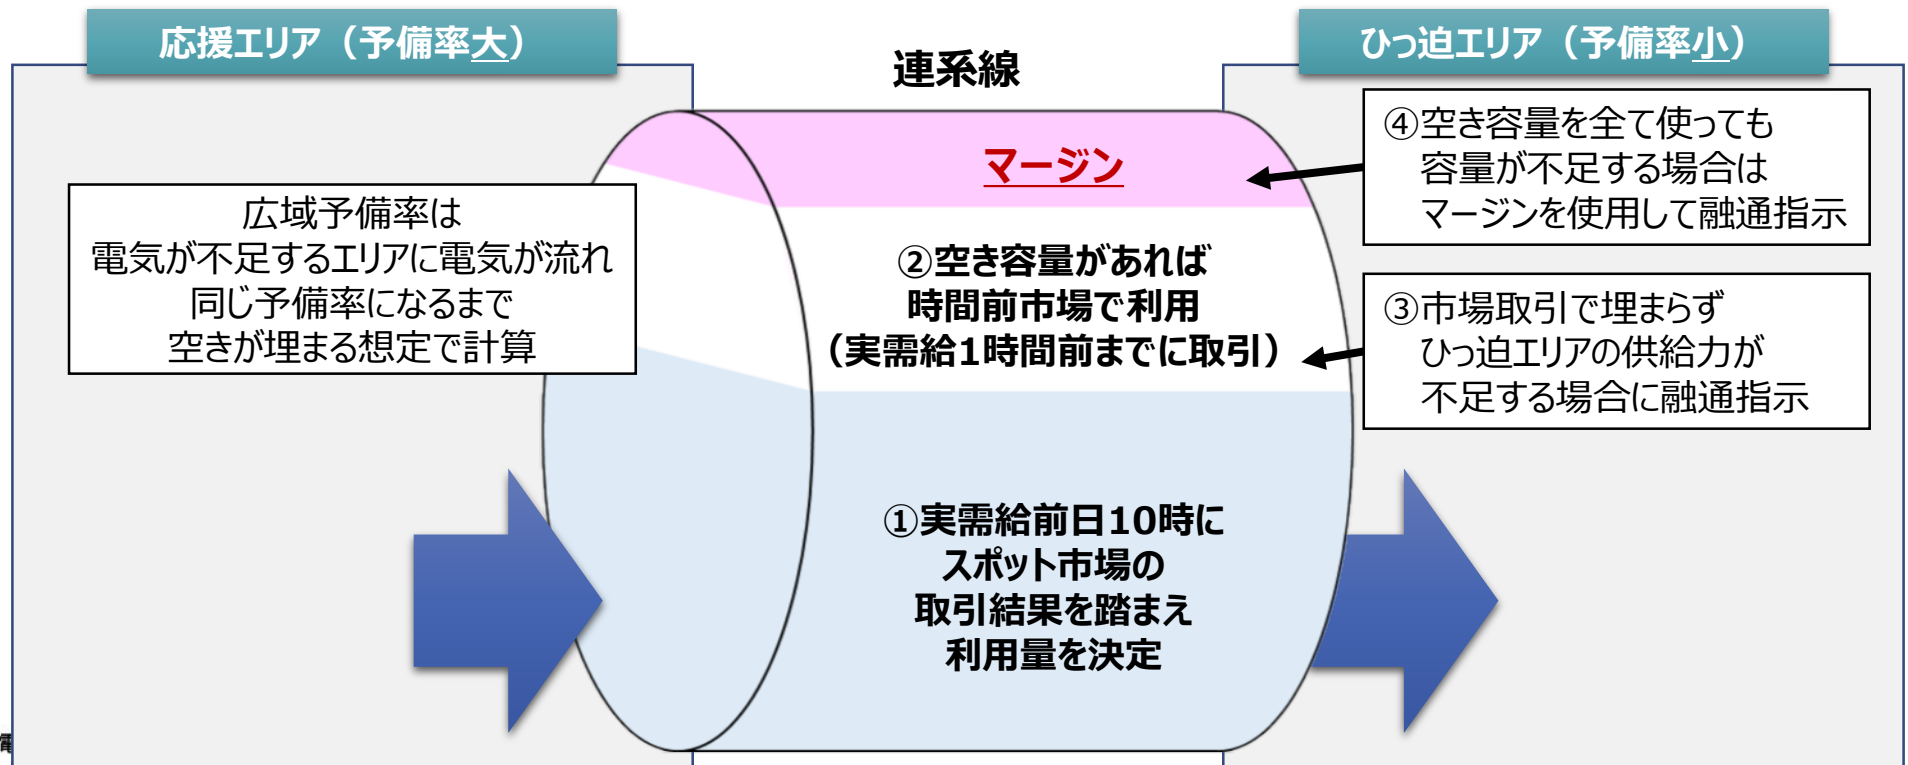 応援エリア（予備率大）
連系線
ひっ迫エリア（予備率小）
広域予備率は
電気が不足するエリアに電気が流れ
同じ予備率になるまで
空きが埋まる想定で計算
マージン
②空き容量があれば
時間前市場で利用
（実需給1時間前までに取引）
①実需給前日10時に
スポット市場の
取引結果を踏まえ
利用量を決定
④空き容量を全て使っても
容量が不足する場合は
マージンを使用して融通指示
③市場取引で埋まらず
ひっ迫エリアの供給力が
不足する場合に融通指示